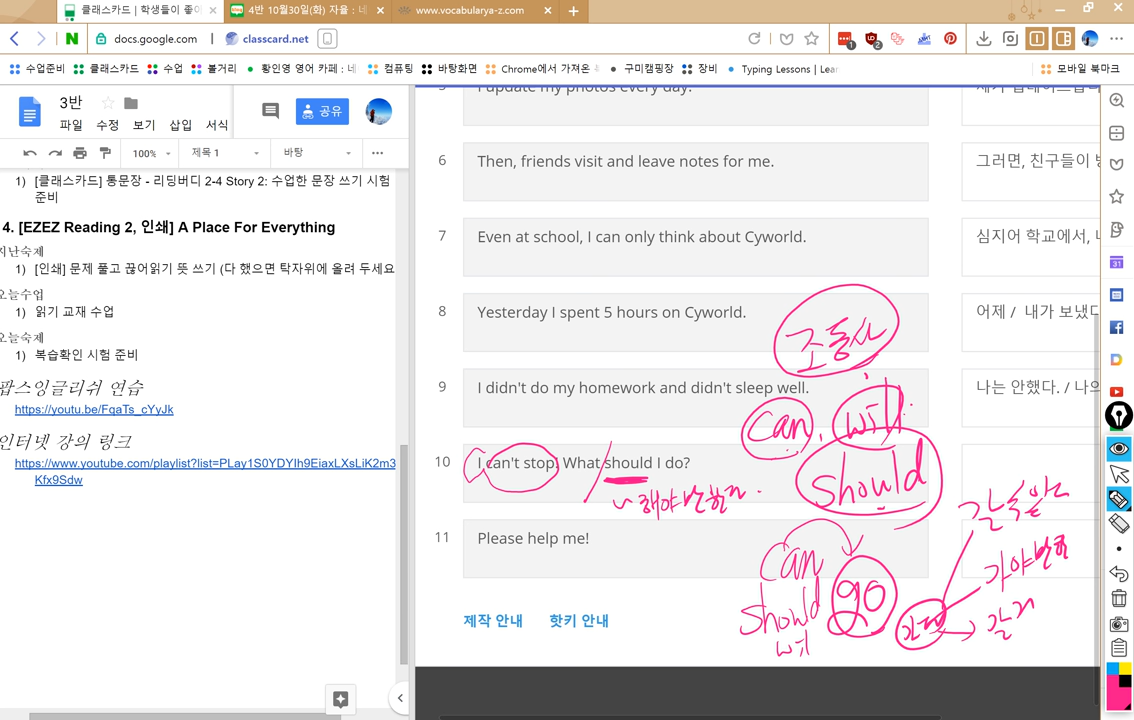 클래스카드 | 학생들이 좋아
4반 10월30일(화) 자율 : 네
www.vocabularya-z.com
docs.google.com
classcard.net
수업준비
클래스카드
수업
볼거리
황인영 영어 카페 : 네
컴퓨팅
바탕화면
Chrome에서 가져온
구미캠핑장
장비
Typing Lessons | Lear
모바일 북마크
3반
파일 수정 보기 삽입 서식
공유
100%
제목 1
바탕
1) [클래스카드] 통문장 - 리딩버디 2-4 Story 2: 수업한 문장 쓰기 시험
준비
4. [EZEZ Reading 2, 인쇄] A Place For Everything
지난숙제
1) [인쇄] 문제 풀고 끊어읽기 뜻 쓰기 (다 했으면 탁자위에 올려 두세요
오늘수업
1) 읽기 교재 수업
오늘숙제
1) 복습확인 시험 준비
팝스잉글리쉬 연습
https://youtu.be/FqaTs_cYyJk
인터넷 강의 링크
https://www.youtube.com/playlist?list=PLay1S0YDYIh9EiaxLXsLiK2m3
Kfx9Sdw
5 I update my photos every day.
6 Then, friends visit and leave notes for me.
그러면, 친구들이
7 Even at school, I can only think about Cyworld.
심지어 학교에서,
8 Yesterday I spent 5 hours on Cyworld.
어제 / 내가 보냈다
조동사
9 I didn't do my homework and didn't sleep well.
나는 안했다. / 나의
can, will
10 I can't stop! What should I do?
should
~해야만한다
11 Please help me!
can
should
will
go
가다
갈수있다
가야만한다
제작 안내
핫키 안내